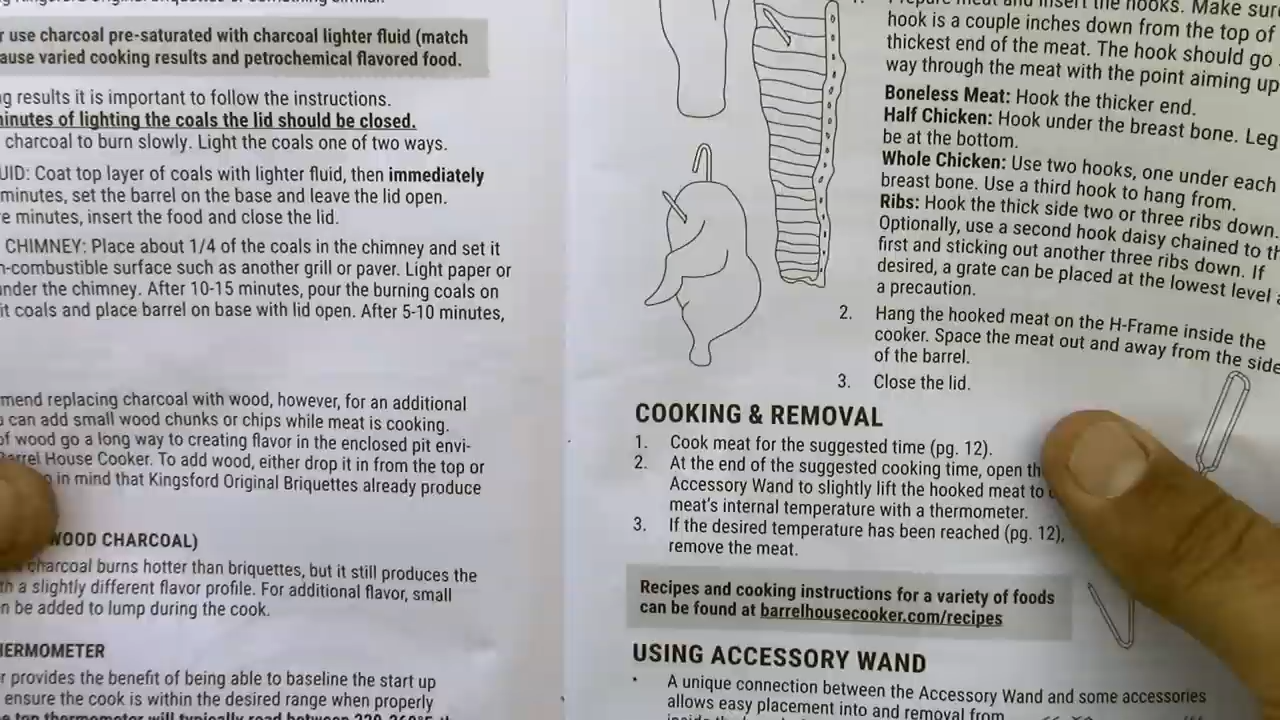 r use charcoal pre-saturated with charcoal lighter fluid (match
ause varied cooking results and petrochemical flavored food.
g results it is important to follow the instructions.
inutes of lighting the coals the lid should be closed.
charcoal to burn slowly. Light the coals one of two ways.
UID: Coat top layer of coals with lighter fluid, then immediately
minutes, set the barrel on the base and leave the lid open.
e minutes, insert the food and close the lid.
CHIMNEY: Place about 1/4 of the coals in the chimney and set it
n-combustible surface such as another grill or paver. Light paper or
under the chimney. After 10-15 minutes, pour the burning coals on
it coals and place barrel on base with lid open. After 5-10 minutes,
mend replacing charcoal with wood, however, for an additional
can add small wood chunks or chips while meat is cooking.
of wood go a long way to creating flavor in the enclosed pit envi-
Barrel House Cooker. To add wood, either drop it in from the top or
in mind that Kingsford Original Briquettes already produce
WOOD CHARCOAL)
charcoal burns hotter than briquettes, but it still produces the
th a slightly different flavor profile. For additional flavor, small
n be added to lump during the cook.
HERMOMETER
r provides the benefit of being able to baseline the start up
ensure the cook is within the desired range when properly
Prepare meat and insert the hooks. Make sure
hook is a couple inches down from the top of
thickest end of the meat. The hook should go
way through the meat with the point aiming up
Boneless Meat: Hook the thicker end.
Half Chicken: Hook under the breast bone. Leg
be at the bottom.
Whole Chicken: Use two hooks, one under each
breast bone. Use a third hook to hang from.
Ribs: Hook the thick side two or three ribs down.
Optionally, use a second hook daisy chained to th
first and sticking out another three ribs down. If
desired, a grate can be placed at the lowest level a
a precaution.
2. Hang the hooked meat on the H-Frame inside the
cooker. Space the meat out and away from the side
of the barrel.
3. Close the lid.
COOKING & REMOVAL
1. Cook meat for the suggested time (pg. 12).
2. At the end of the suggested cooking time, open th
Accessory Wand to slightly lift the hooked meat to
meat's internal temperature with a thermometer.
3. If the desired temperature has been reached (pg. 12),
remove the meat.
Recipes and cooking instructions for a variety of foods
can be found at barrelhousecooker.com/recipes
USING ACCESSORY WAND
• A unique connection between the Accessory Wand and some accessories
allows easy placement into and removal from